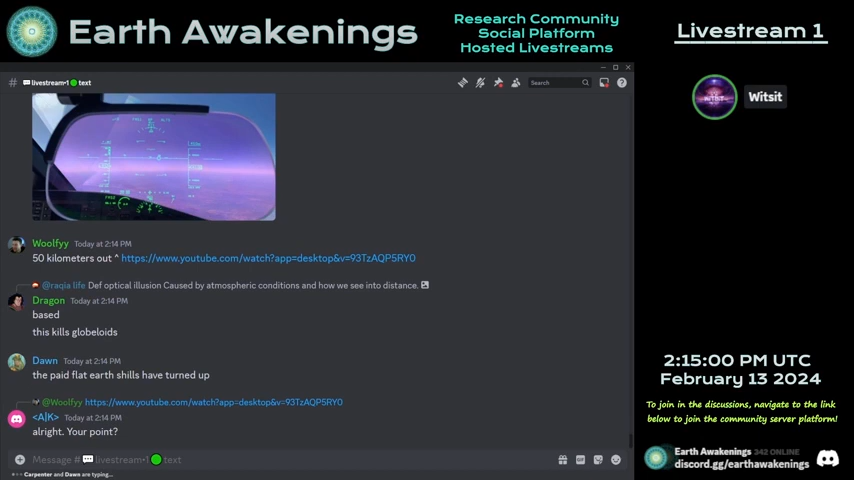 Earth Awakenings
Research Community
Social Platform
Hosted Livestreams
Livestream 1
# livestream-1 text
Search
WITSIT
Witsit
Woolfyy Today at 2:14 PM
50 kilometers out ^ https://www.youtube.com/watch?app=desktop&v=93TzAQP5RY0
@raqia life Def optical illusion Caused by atmospheric conditions and how we see into distance.
Dragon Today at 2:14 PM
based
this kills globeloids
Dawn Today at 2:14 PM
the paid flat earth shills have turned up
@Woolfyy https://www.youtube.com/watch?app=desktop&v=93TzAQP5RY0
<A|K> Today at 2:14 PM
alright. Your point?
Message # livestream-1 text
Carpenter and Dawn are typing...
2:15:00 PM UTC
February 13 2024
To join in the discussions, navigate to the link
below to join the community server platform!
Earth Awakenings 342 ONLINE
discord.gg/earthawakenings